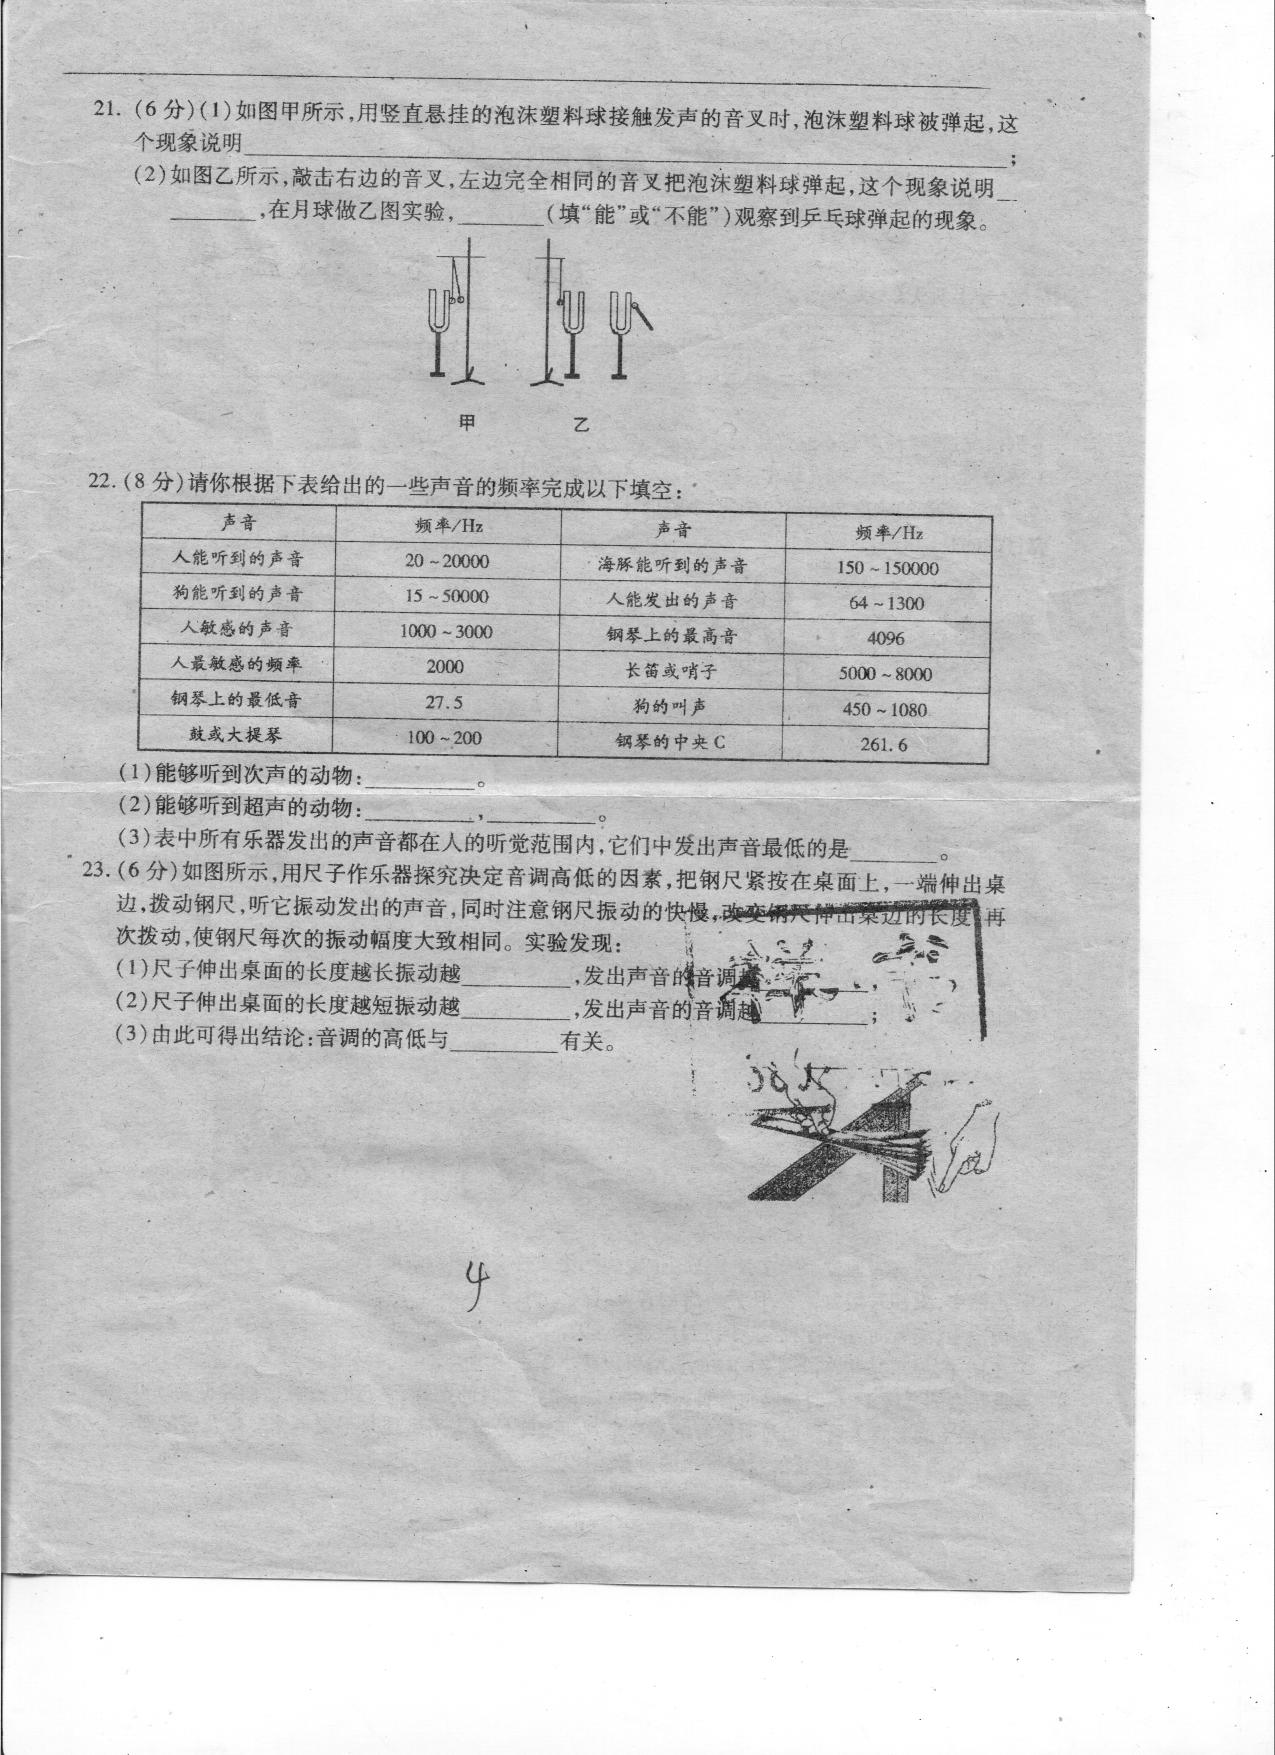 21. (6分)(1)如图甲所示,用竖直悬挂的泡沫塑料球接触发声的音叉时,泡沫塑料球被弹起,这
个现象说明____________________;
(2)如图乙所示,敲击右边的音叉,左边完全相同的音叉把泡沫塑料球弹起,这个现象说明__
________,在月球做乙图实验,________(填“能”或“不能”)观察到乒乓球弹起的现象。
甲 乙
22. (8分)请你根据下表给出的一些声音的频率完成以下填空:
声音 频率/Hz 声音 频率/Hz
人能听到的声音 20~20000 海豚能听到的声音 150~150000
狗能听到的声音 15~50000 人能发出的声音 64~1300
人敏感的声音 1000~3000 钢琴上的最高音 4096
人最敏感的频率 2000 长笛或哨子 5000~8000
钢琴上的最低音 27.5 狗的叫声 450~1080
鼓或大提琴 100~200 钢琴的中央C 261.6
(1)能够听到次声的动物:__________。
(2)能够听到超声的动物:__________,__________。
(3)表中所有乐器发出的声音都在人的听觉范围内,它们中发出声音最低的是________。
23. (6分)如图所示,用尺子作乐器探究决定音调高低的因素,把钢尺紧按在桌面上,一端伸出桌
边,拨动钢尺,听它振动发出的声音,同时注意钢尺振动的快慢,改变钢尺伸出桌边的长度,再
次拨动,使钢尺每次的振动幅度大致相同。实验发现:
(1)尺子伸出桌面的长度越长振动越__________,发出声音的音调越__________;
(2)尺子伸出桌面的长度越短振动越__________,发出声音的音调越__________;
(3)由此可得出结论:音调的高低与__________有关。
4